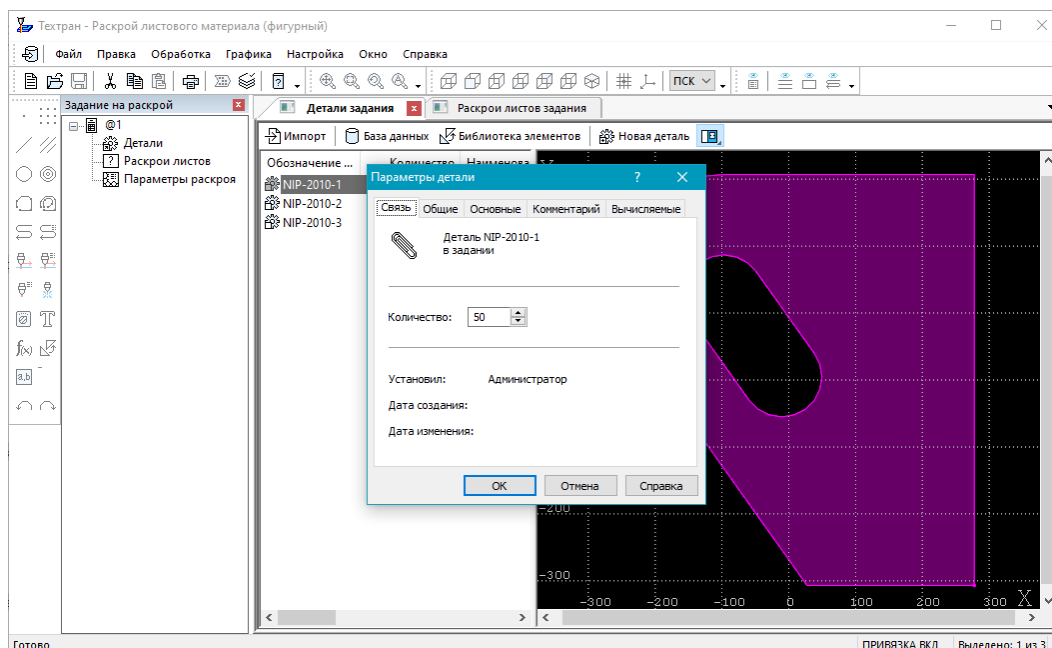 Техтран - Раскрой листового материала (фигурный)
Файл Правка Обработка Графика Настройка Окно Справка
ПСК
Задание на раскрой
@1
Детали
Раскрои листов
Параметры раскроя
Детали задания
Раскрои листов задания
Импорт База данных Библиотека элементов Новая деталь
Обозначение ... Количество Наименова
NIP-2010-1
NIP-2010-2
NIP-2010-3
Параметры детали ?
Связь Общие Основные Комментарий Вычисляемые
Деталь NIP-2010-1
в задании
Количество: 50
Установил: Администратор
Дата создания:
Дата изменения:
ОК Отмена Справка
-200
-300
-300 -200 -100 0 100 200 300 X
Готово ПРИВЯЗКА ВКЛ Выделено: 1 из 3